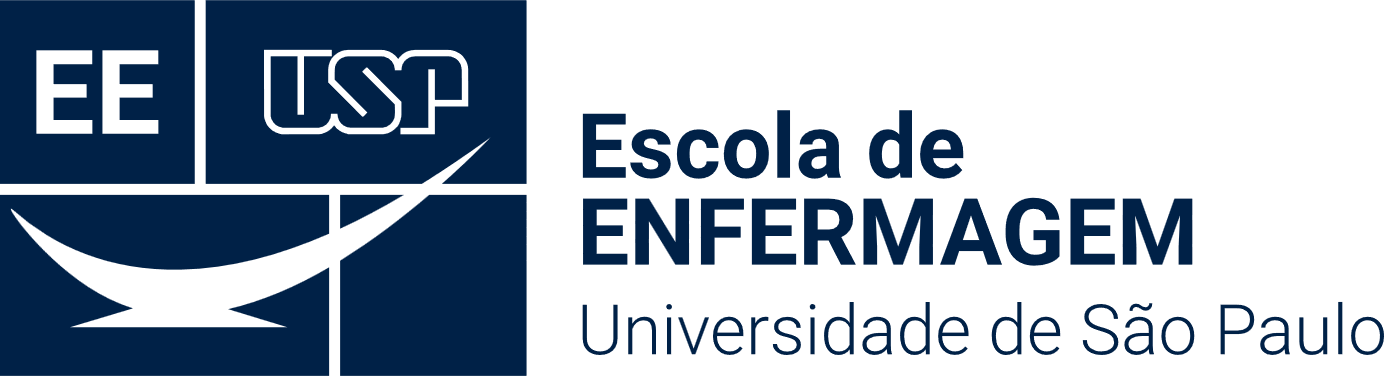 EE USP
Escola de
ENFERMAGEM
Universidade de São Paulo